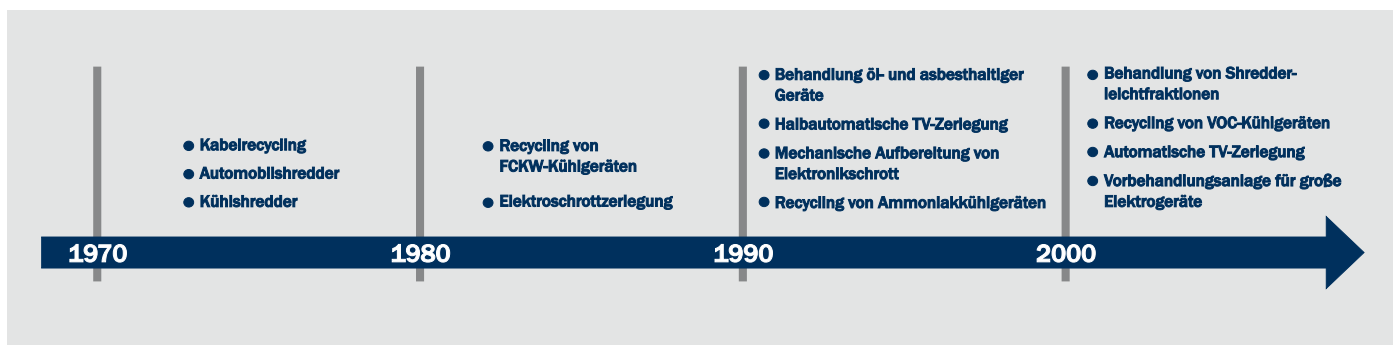 ● Kabelrecycling
● Automobilshredder
● Kühlshredder
● Recycling von
FCKW-Kühlgeräten
● Elektroschrottzerlegung
● Behandlung öl- und asbesthaltiger
Geräte
● Halbautomatische TV-Zerlegung
● Mechanische Aufbereitung von
Elektronikschrott
● Recycling von Ammoniakkühlgeräten
● Behandlung von Shredder-
leichtfraktionen
● Recycling von VOC-Kühlgeräten
● Automatische TV-Zerlegung
● Vorbehandlungsanlage für große
Elektrogeräte
1970
1980
1990
2000